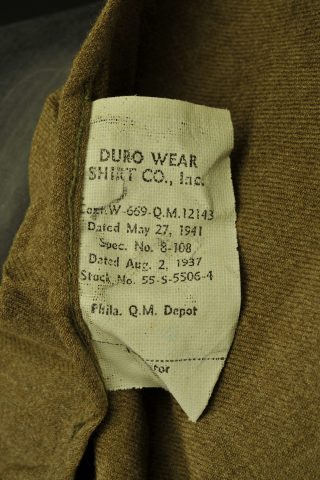 DURO WEAR
SHIRT CO., Inc.
Cont. W-669-Q.M.12143
Dated May 27, 1941
Spec. No. 8-108
Dated Aug. 2, 1937
Stock No. 55-S-5506-4
Phila. Q.M. Depot